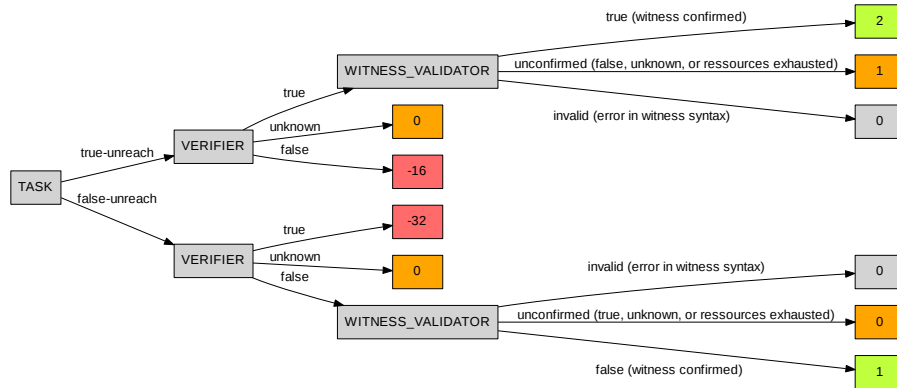 true (witness confirmed)
2
WITNESS_VALIDATOR
unconfirmed (false, unknown, or ressources exhausted)
1
true
invalid (error in witness syntax)
0
unknown
0
VERIFIER
false
-16
true-unreach
TASK
false-unreach
true
-32
VERIFIER
unknown
0
false
invalid (error in witness syntax)
0
WITNESS_VALIDATOR
unconfirmed (true, unknown, or ressources exhausted)
0
false (witness confirmed)
1